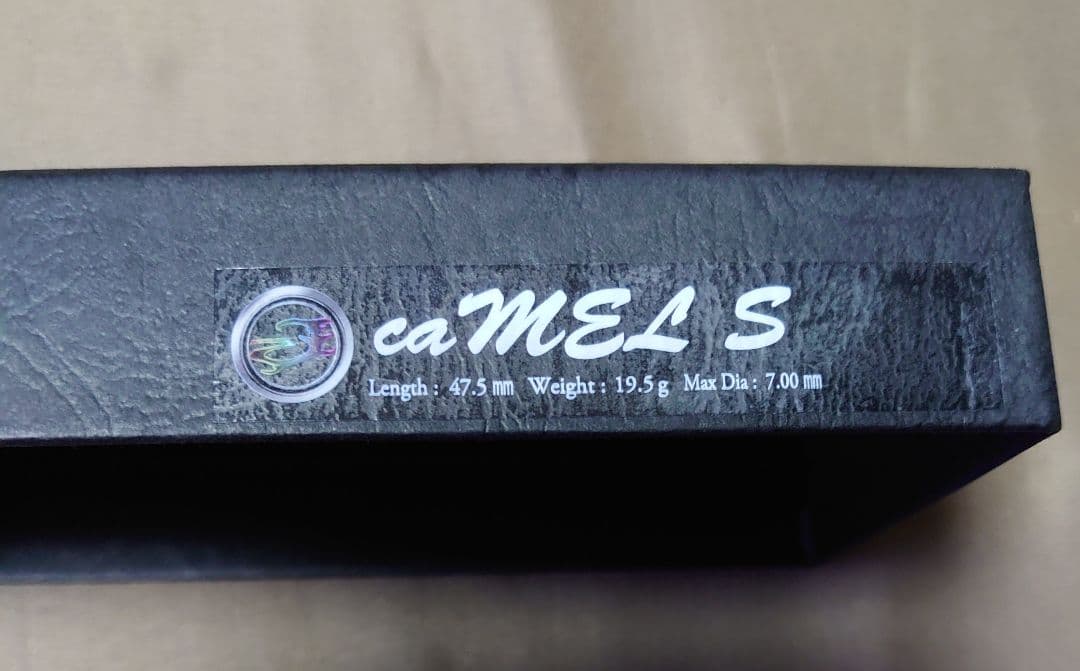 caMEL S
Length : 47.5 ㎜ Weight : 19.5 g Max Dia : 7.00 ㎜